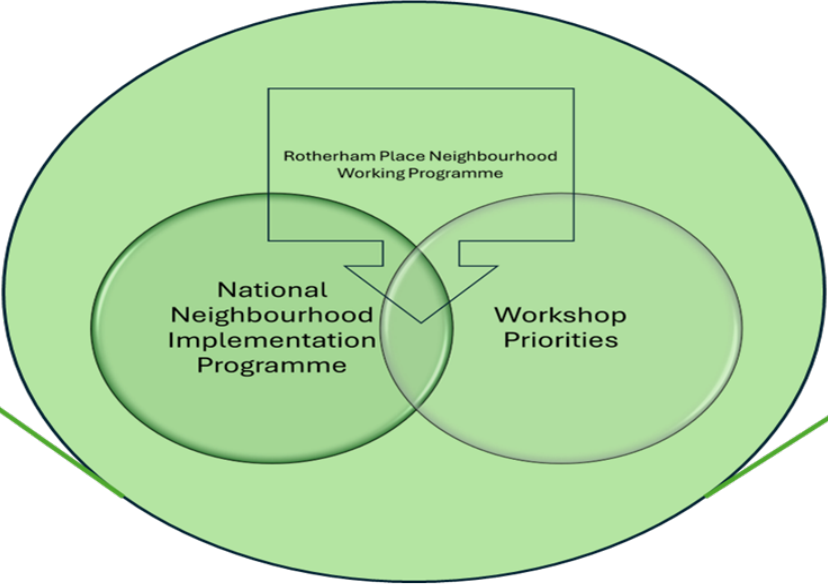 Rotherham Place Neighbourhood
Working Programme
National
Neighbourhood
Implementation
Programme
Workshop
Priorities